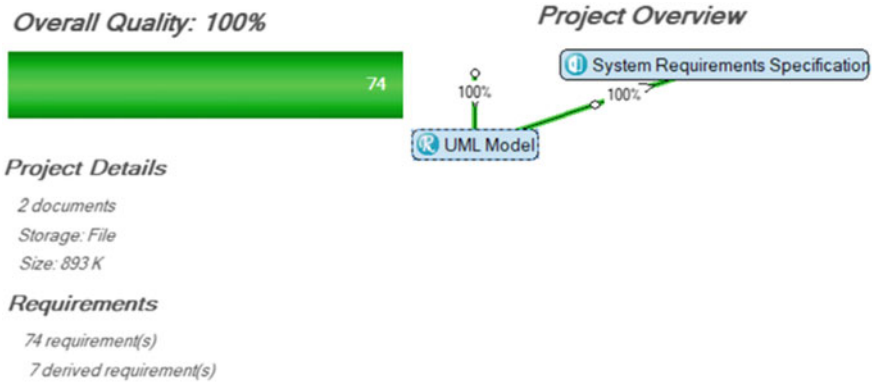 Overall Quality: 100%
74
Project Details
2 documents
Storage: File
Size: 893 K
Requirements
74 requirement(s)
7 derived requirement(s)
Project Overview
System Requirements Specification
100%
100%
UML Model